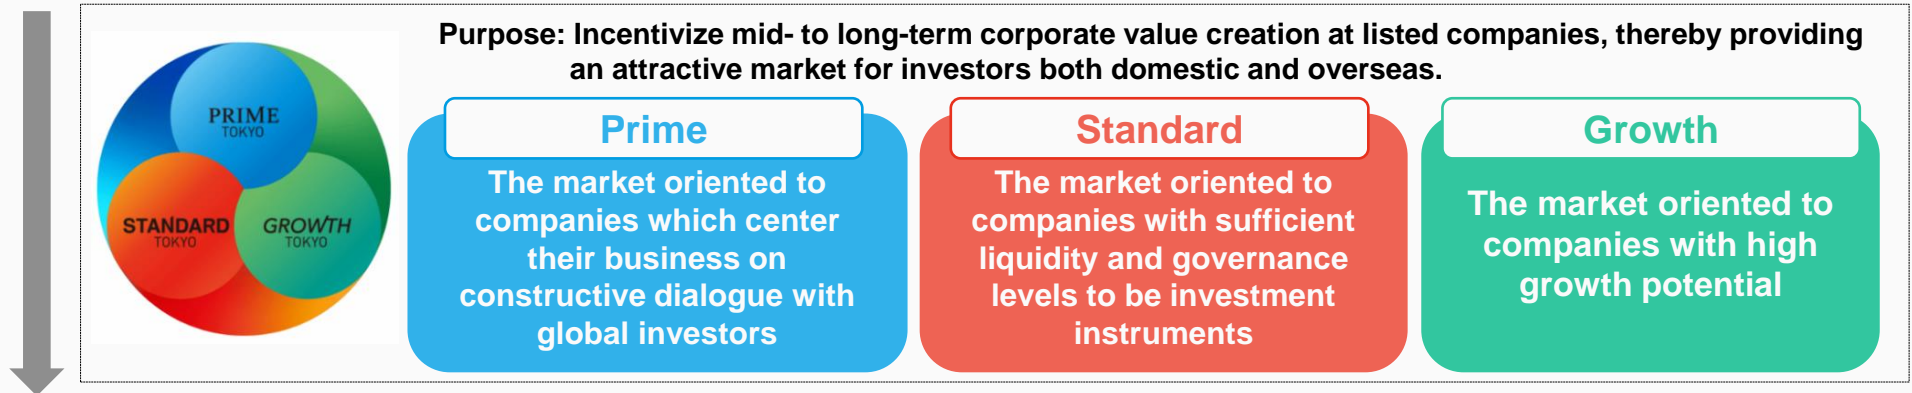 Purpose: Incentivize mid- to long-term corporate value creation at listed companies, thereby providing
an attractive market for investors both domestic and overseas.
PRIME
TOKYO
STANDARD
TOKYO
GROWTH
TOKYO
Prime
The market oriented to
companies which center
their business on
constructive dialogue with
global investors
Standard
The market oriented to
companies with sufficient
liquidity and governance
levels to be investment
instruments
Growth
The market oriented to
companies with high
growth potential